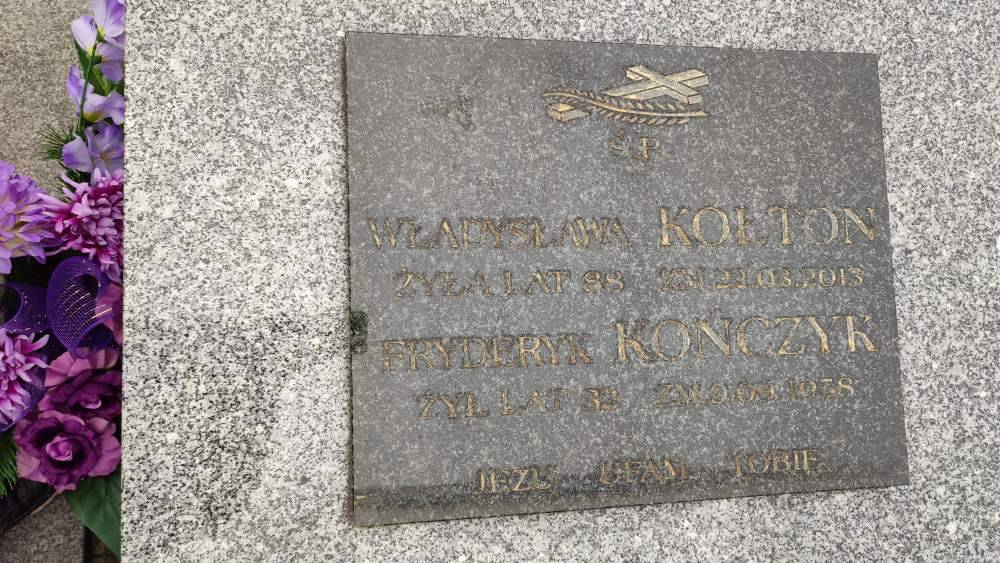 Ś.P.
WŁADYSŁAWA KOŁTON
ŻYŁA LAT 88 ZM.22.03.2013
FRYDERYK KOŃCZYK
ŻYŁ LAT 32 ZM.9.09.1958
JEZU UFAM TOBIE